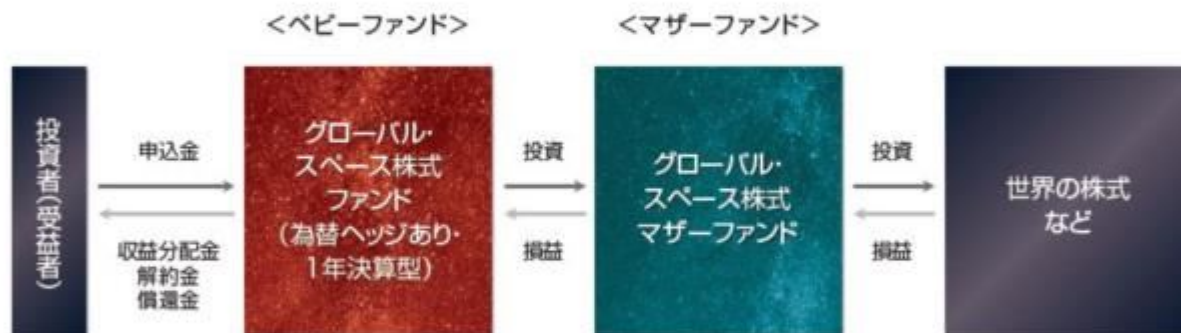 <ベビーファンド>
<マザーファンド>
投資者(受益者)
申込金
収益分配金
解約金
償還金
グローバル・
スペース株式
ファンド
(為替ヘッジあり・
1年決算型)
投資
損益
グローバル・
スペース株式
マザーファンド
投資
損益
世界の株式
など